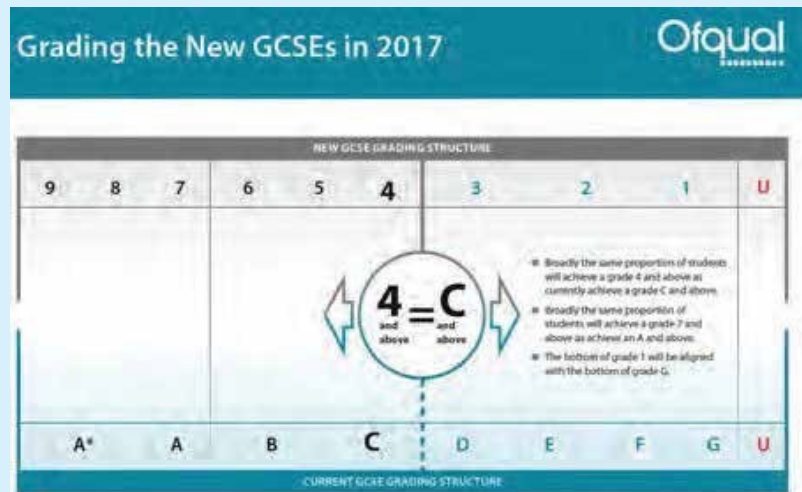 Grading the New GCSEs in 2017
Ofqual
NEW GCSE GRADING STRUCTURE
9 8 7 6 5 4 3 2 1 U
4 and above = C and above
Broadly the same proportion of students
will achieve a grade 4 and above as
currently achieve a grade C and above.
Broadly the same proportion of
students will achieve a grade 7 and
above as achieve an A and above.
The bottom of grade 1 will be aligned
with the bottom of grade G.
A* A B C D E F G U
CURRENT GCSE GRADING STRUCTURE